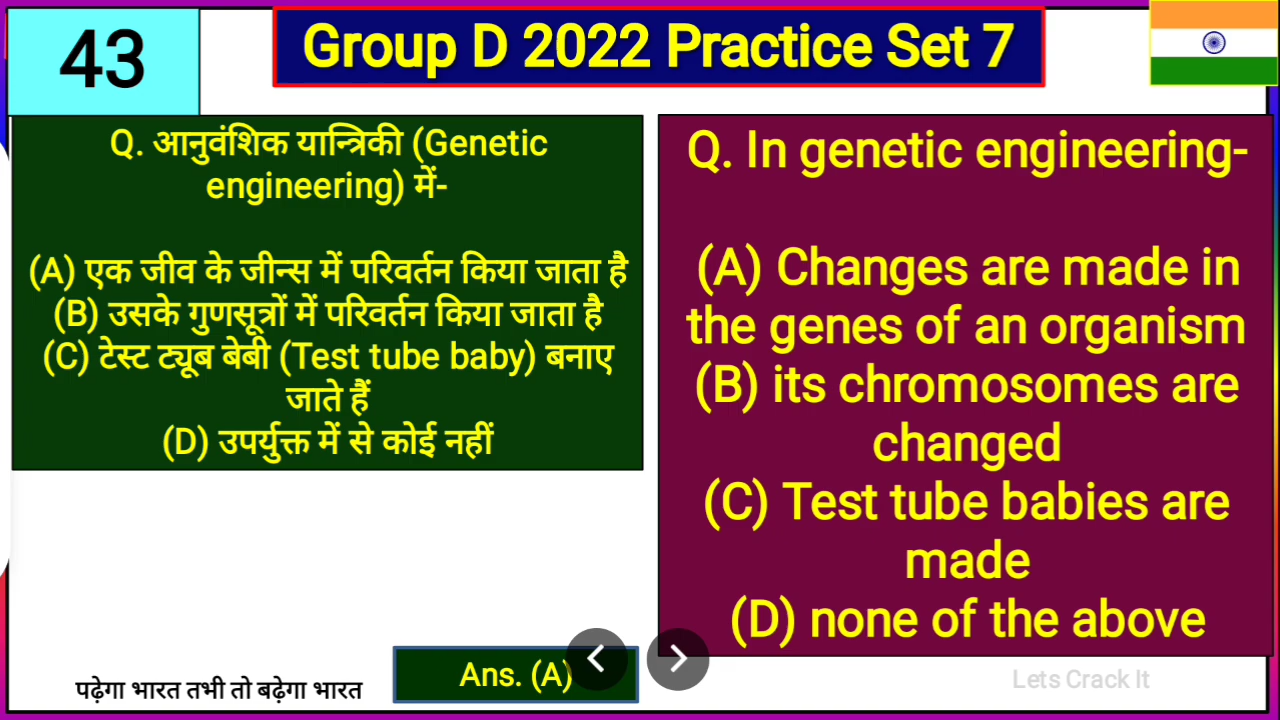 43
Group D 2022 Practice Set 7
Q. आनुवंशिक यान्त्रिकी (Genetic
engineering) में-
(A) एक जीव के जीन्स में परिवर्तन किया जाता है
(B) उसके गुणसूत्रों में परिवर्तन किया जाता है
(C) टेस्ट ट्यूब बेबी (Test tube baby) बनाए
जाते हैं
(D) उपर्युक्त में से कोई नहीं
Q. In genetic engineering-
(A) Changes are made in
the genes of an organism
(B) its chromosomes are
changed
(C) Test tube babies are
made
(D) none of the above
Ans. (A)
पढ़ेगा भारत तभी तो बढ़ेगा भारत
Lets Crack It